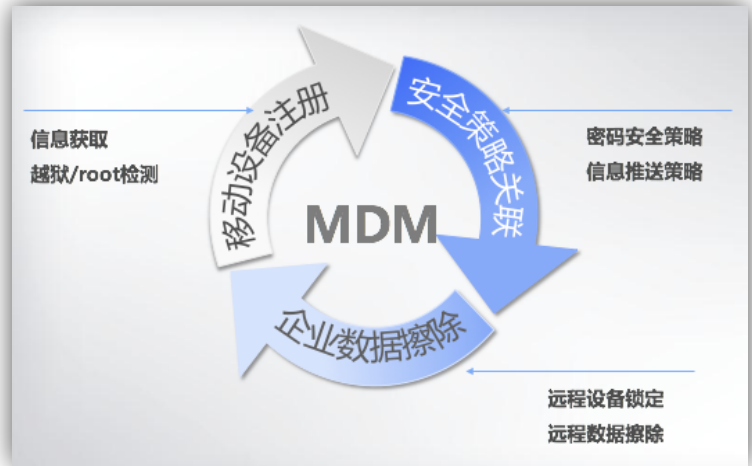 移动设备注册
信息获取
越狱/root检测
安全策略关联
密码安全策略
信息推送策略
MDM
企业数据擦除
远程设备锁定
远程数据擦除